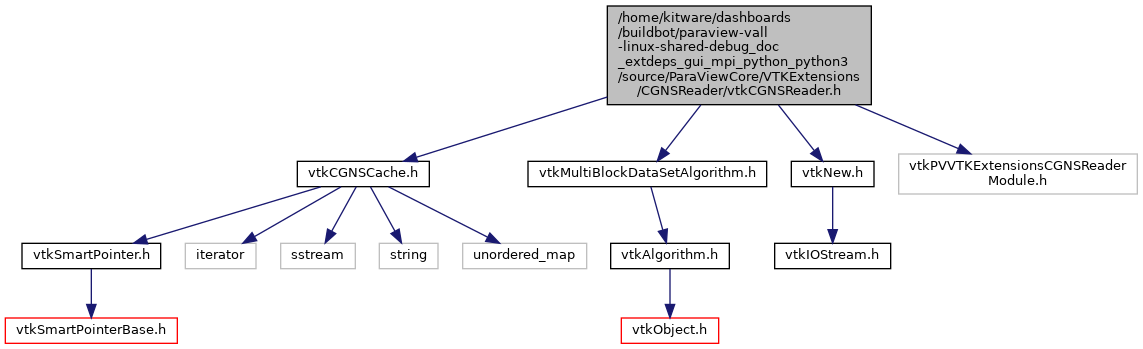 /home/kitware/dashboards
/buildbot/paraview-vall
-linux-shared-debug_doc
_extdeps_gui_mpi_python_python3
/source/ParaViewCore/VTKExtensions
/CGNSReader/vtkCGNSReader.h
vtkCGNSCache.h
vtkMultiBlockDataSetAlgorithm.h
vtkNew.h
vtkPVVTKExtensionsCGNSReader
Module.h
vtkSmartPointer.h
iterator
sstream
string
unordered_map
vtkAlgorithm.h
vtkIOStream.h
vtkSmartPointerBase.h
vtkObject.h